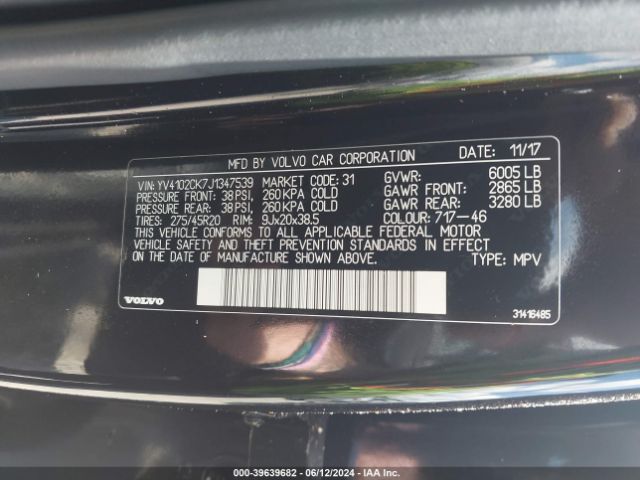 MFD BY VOLVO CAR CORPORATION DATE: 11/17
VIN: YV4102CK7J1347539 MARKET CODE: 31 GVWR: 6005 LB
PRESSURE FRONT: 38 PSI, 260 KPA COLD GAWR FRONT: 2865 LB
PRESSURE REAR: 38 PSI, 260 KPA COLD GAWR REAR: 3280 LB
TIRES: 275/45R20 RIM: 9Jx20x38.5 COLOUR: 717-46
THIS VEHICLE CONFORMS TO ALL APPLICABLE FEDERAL MOTOR
VEHICLE SAFETY AND THEFT PREVENTION STANDARDS IN EFFECT
ON THE DATE OF MANUFACTURE SHOWN ABOVE. TYPE: MPV
VOLVO 31416485
000-39639682 - 06/12/2024 - IAA Inc.